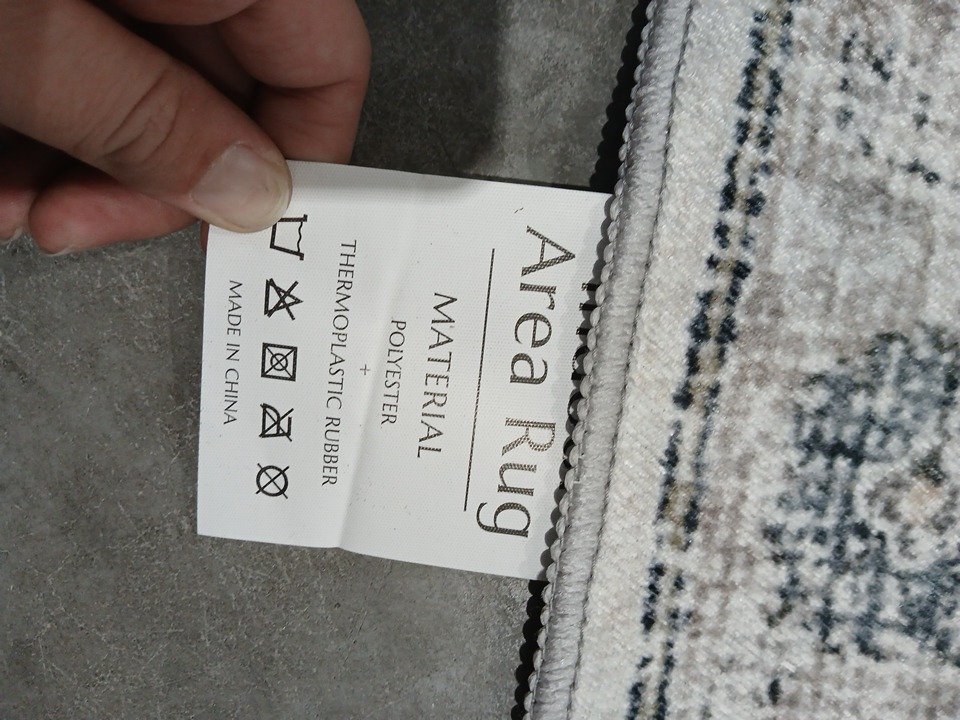 Area Rug
MATERIAL
POLYESTER
+
THERMOPLASTIC RUBBER
MADE IN CHINA